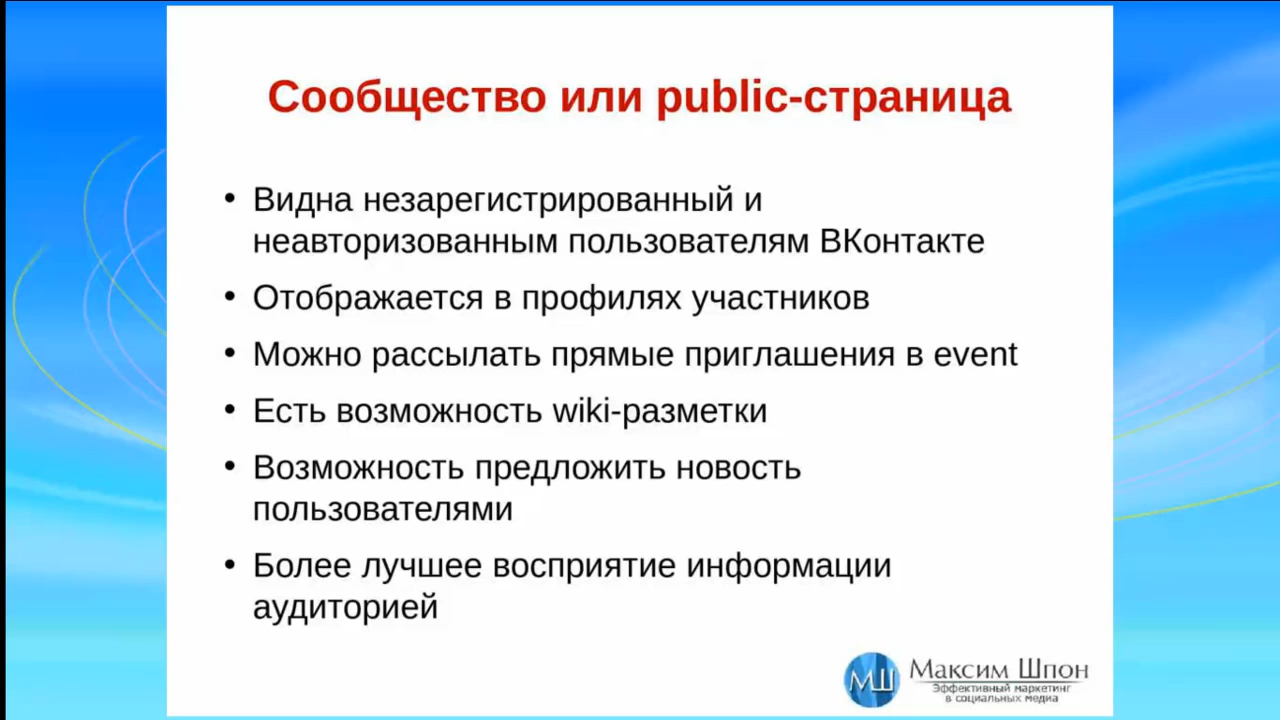 Сообщество или public-страница
• Видна незарегистрированный и
неавторизованным пользователям ВКонтакте
• Отображается в профилях участников
• Можно рассылать прямые приглашения в event
• Есть возможность wiki-разметки
• Возможность предложить новость
пользователями
• Более лучшее восприятие информации
аудиторией
МШ Максим Шпон
Эффективный маркетинг
в социальных медиа